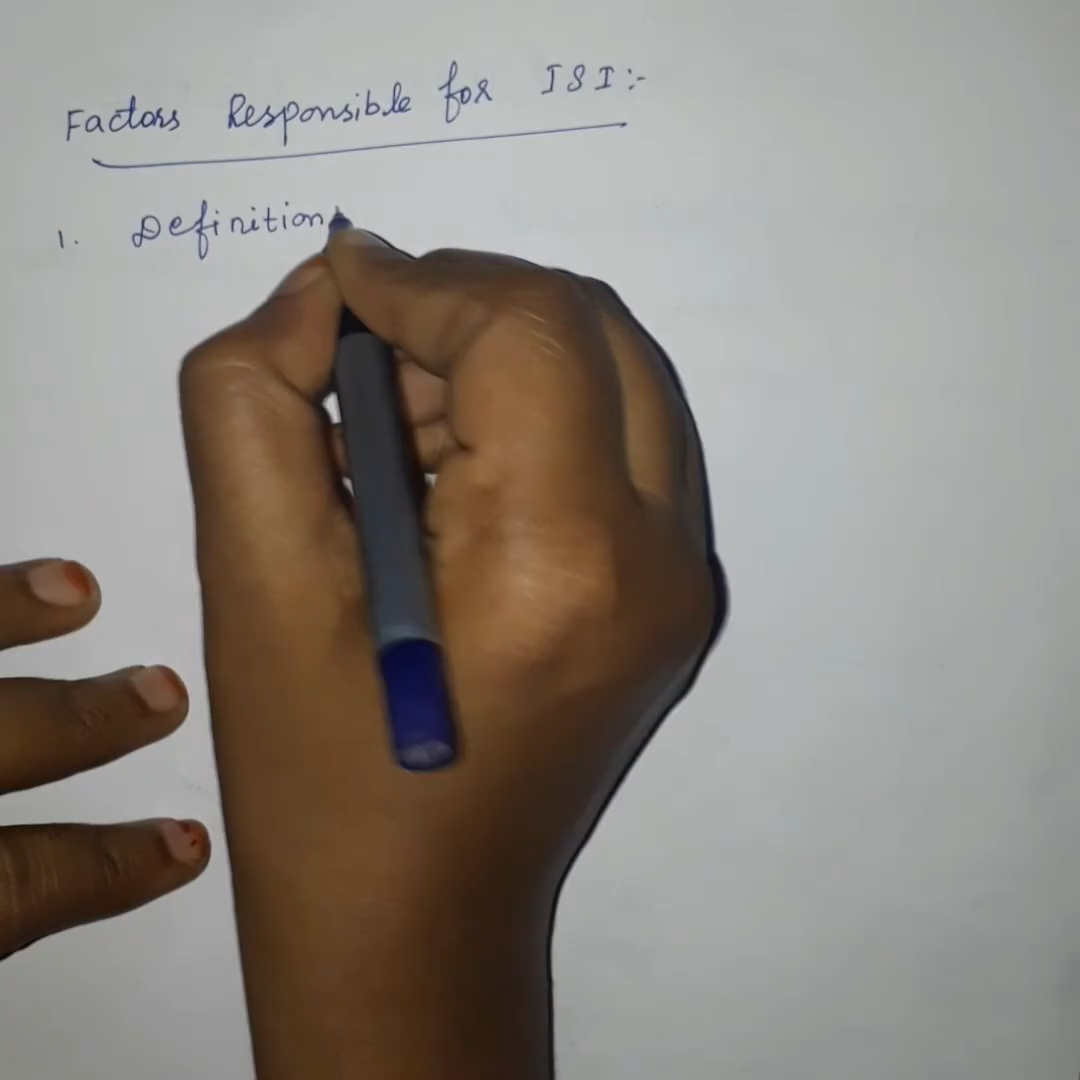 Factors Responsible for ISI:-
1. Definition